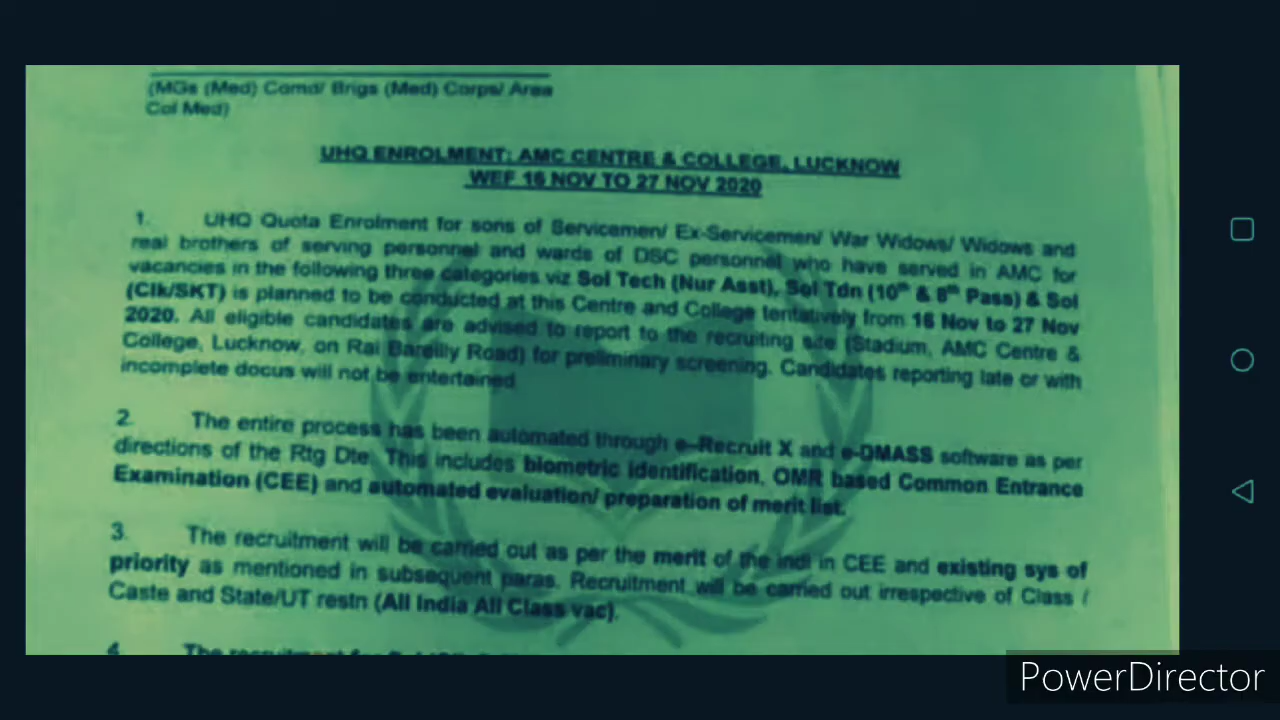 (MGs (Med) Comd/ Brigs (Med) Corps/ Area
Col Med)
UHQ ENROLMENT: AMC CENTRE & COLLEGE, LUCKNOW
WEF 16 NOV TO 27 NOV 2020
1. UHQ Quota Enrolment for sons of Servicemen/ Ex-Servicemen/ War Widows/ Widows and
real brothers of serving personnel and wards of DSC personnel who have served in AMC for
vacancies in the following three categories viz Sol Tech (Nur Asst), Sol Tdn (10th & 8th Pass) & Sol
(Clk/SKT) is planned to be conducted at this Centre and College tentatively from 16 Nov to 27 Nov
2020. All eligible candidates are advised to report to the recruiting site (Stadium, AMC Centre &
College, Lucknow, on Rai Bareilly Road) for preliminary screening. Candidates reporting late or with
incomplete docus will not be entertained
2. The entire process has been automated through e-Recruit X and e-DMASS software as per
directions of the Rtg Dte. This includes biometric identification, OMR based Common Entrance
Examination (CEE) and automated evaluation/ preparation of merit list.
3. The recruitment will be carried out as per the merit of the indl in CEE and existing sys of
priority as mentioned in subsequent paras. Recruitment will be carried out irrespective of Class /
Caste and State/UT restn (All India All Class vac).
4. The recruitment for
PowerDirector